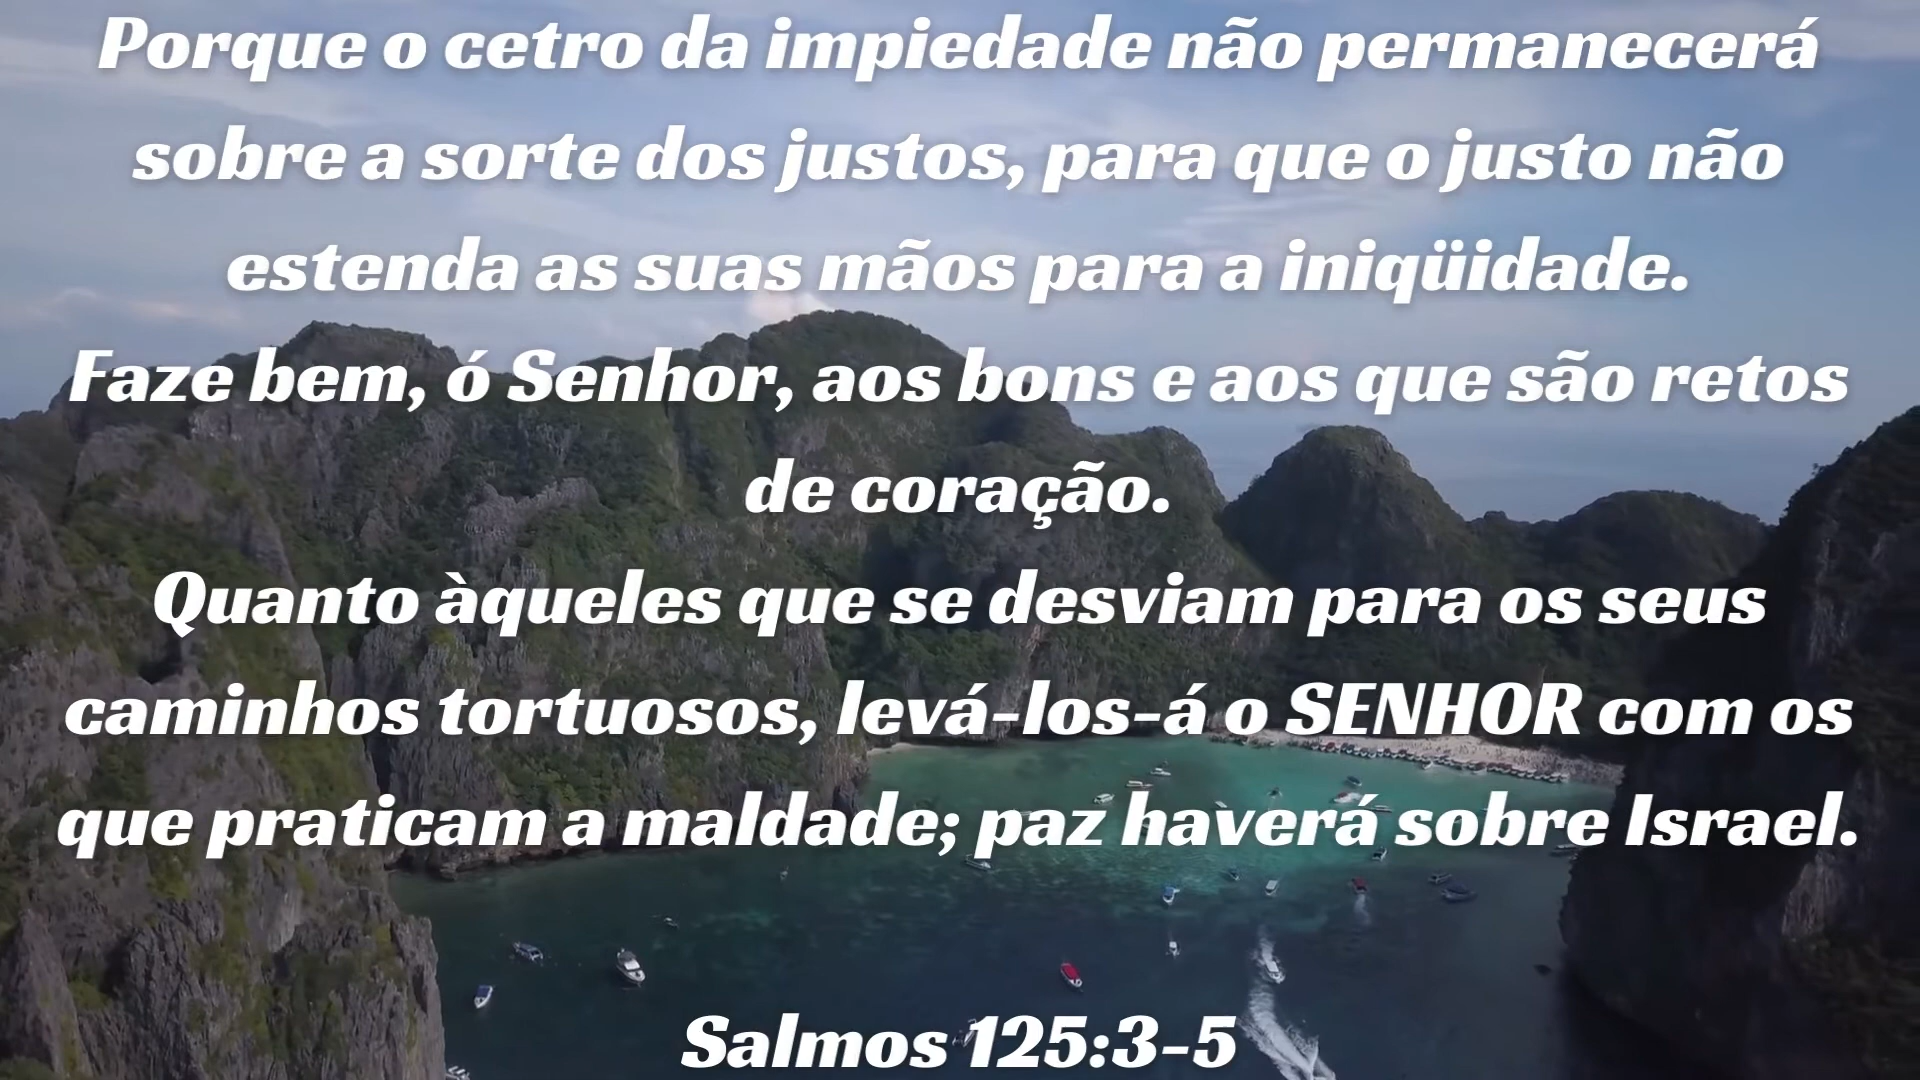 Porque o cetro da impiedade não permanecerá
sobre a sorte dos justos, para que o justo não
estenda as suas mãos para a iniqüidade.
Faze bem, ó Senhor, aos bons e aos que são retos
de coração.
Quanto àqueles que se desviam para os seus
caminhos tortuosos, levá-los-á o SENHOR com os
que praticam a maldade; paz haverá sobre Israel.
Salmos 125:3-5